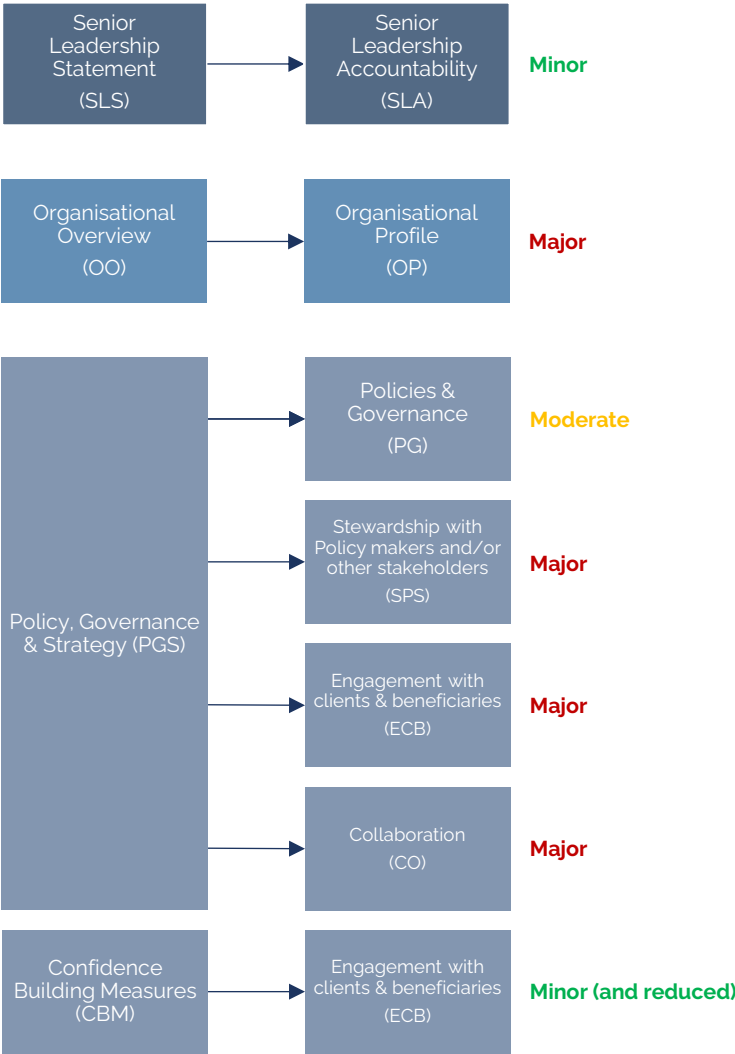 Senior
Leadership
Statement
(SLS)
Senior
Leadership
Accountability
(SLA)
Minor
Organisational
Overview
(OO)
Organisational
Profile
(OP)
Major
Policy, Governance
& Strategy (PGS)
Policies &
Governance
(PG)
Moderate
Stewardship with
Policy makers and/or
other stakeholders
(SPS)
Major
Engagement with
clients & beneficiaries
(ECB)
Major
Collaboration
(CO)
Major
Confidence
Building Measures
(CBM)
Engagement with
clients & beneficiaries
(ECB)
Minor (and reduced)